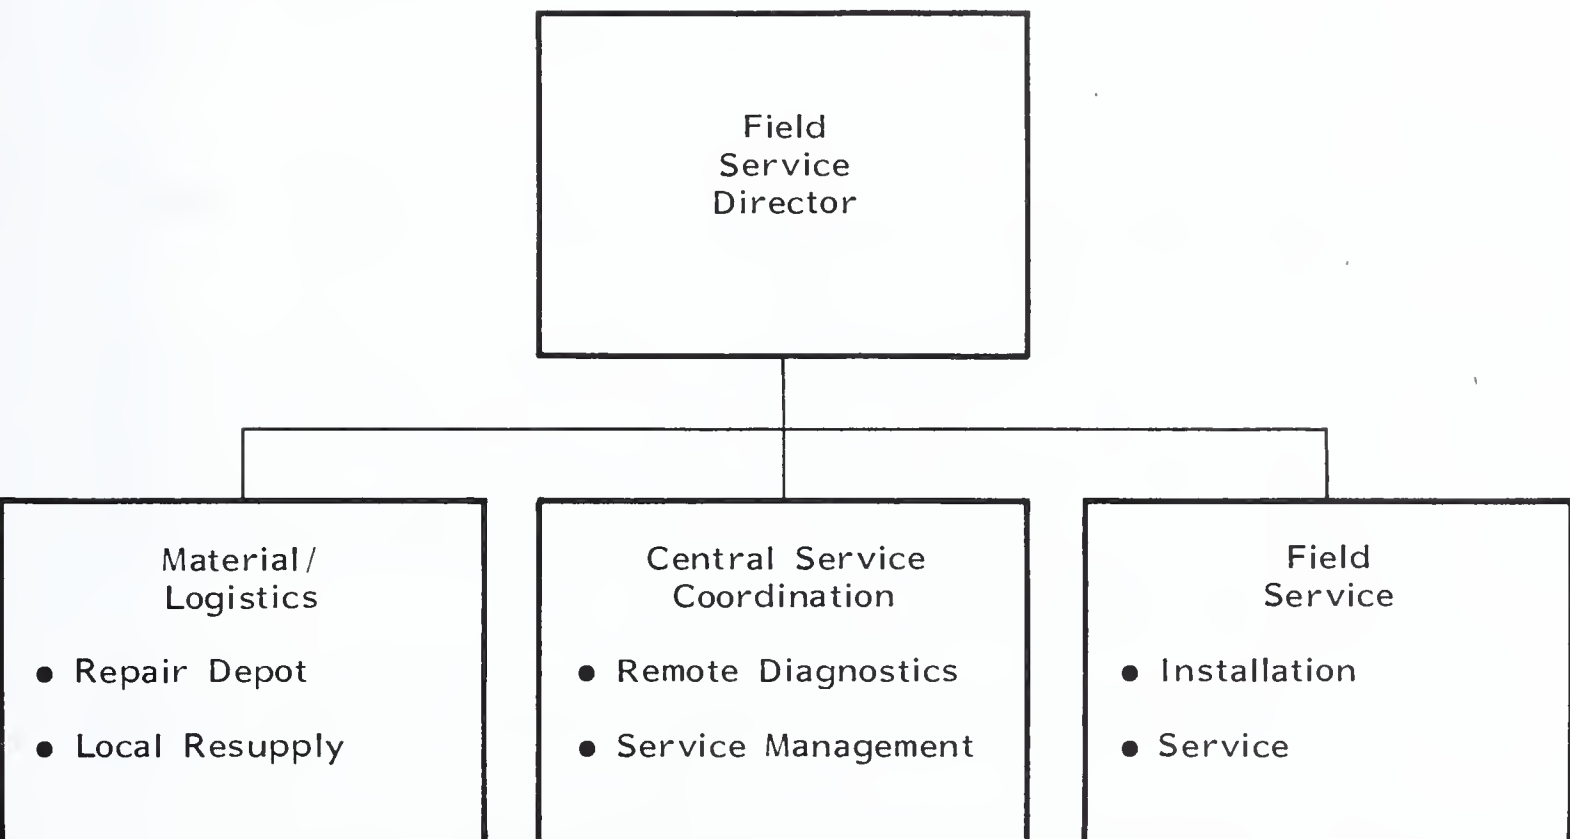 Field
Service
Director
Material/
Logistics
● Repair Depot
● Local Resupply
Central Service
Coordination
● Remote Diagnostics
● Service Management
Field
Service
● Installation
● Service